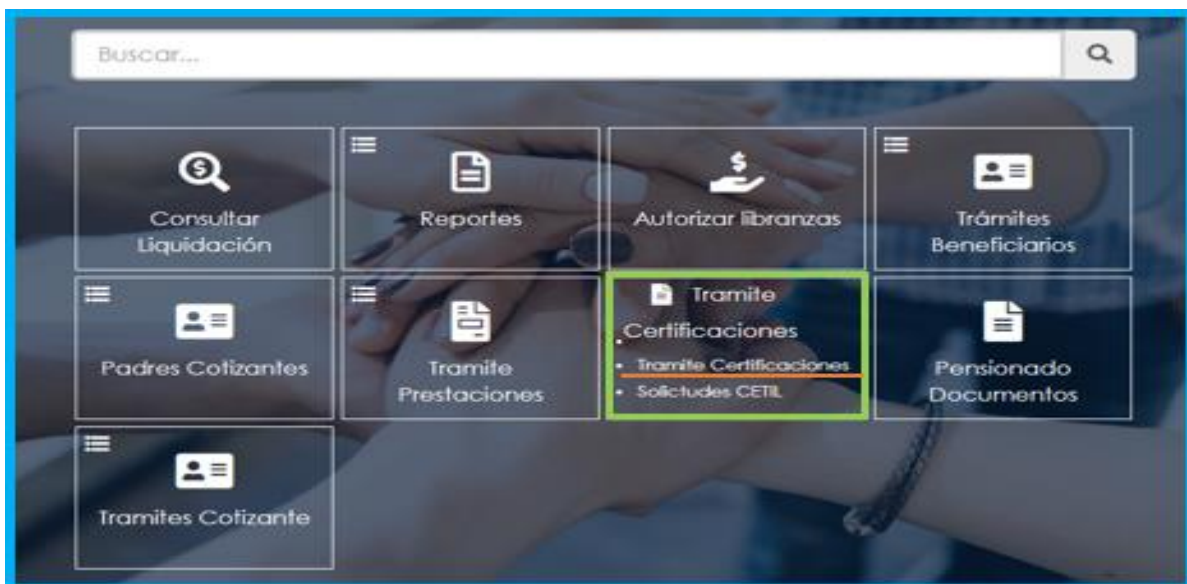 Buscar...
Consultar
Liquidación
Reportes
Autorizar libranzas
Trámites
Beneficiarios
Padres Cotizantes
Tramite
Prestaciones
Tramite
Certificaciones
Tramite Certificaciones
Solictudes CETIL
Pensionado
Documentos
Tramites Cotizante